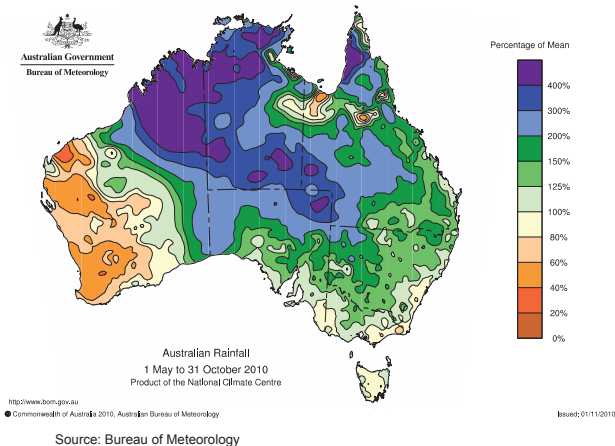 Australian Government
Bureau of Meteorology
Percentage of Mean
400%
300%
200%
150%
125%
100%
80%
60%
40%
20%
0%
Australian Rainfall
1 May to 31 October 2010
Product of the National Climate Centre
http://www.bom.gov.au
© Commonwealth of Australia 2010, Australian Bureau of Meteorology
Issued: 01/11/2010
Source: Bureau of Meteorology